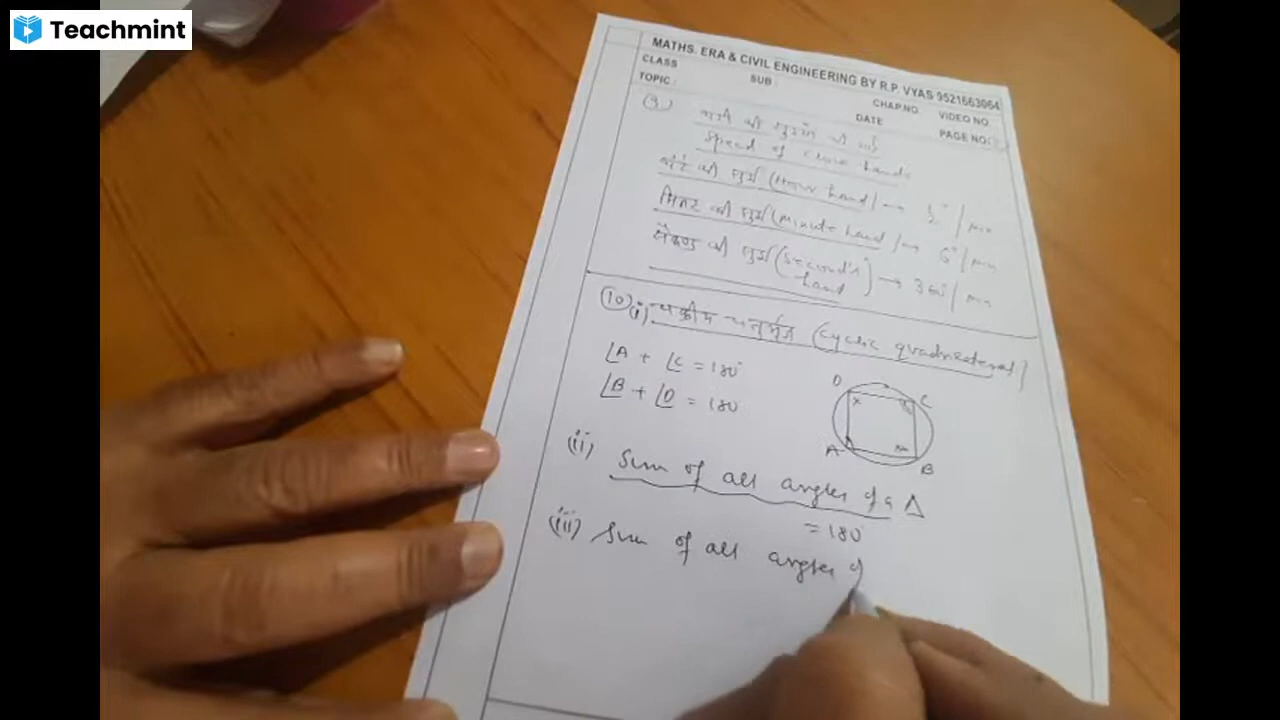 Teachmint
MATHS. ERA & CIVIL ENGINEERING BY R.P. VYAS 9521663064
CLASS SUB : CHAP.NO. VIDEO NO.
TOPIC : DATE PAGE NO:
(9) घड़ी की सुइयों की
Speed of clock hands
घंटे की सुई (Hour hand) → ½° / min
मिनट की सुई (minute hand) → 6° / min
सैकण्ड की सुई (second's hand) → 360° / min
(10) (i) चक्रीय चतुर्भुज (cyclic quadrilateral)
∠A + ∠C = 180°
∠B + ∠D = 180°
D C
A B
(ii) Sum of all angles of a Δ
= 180°
(iii) Sum of all angles of